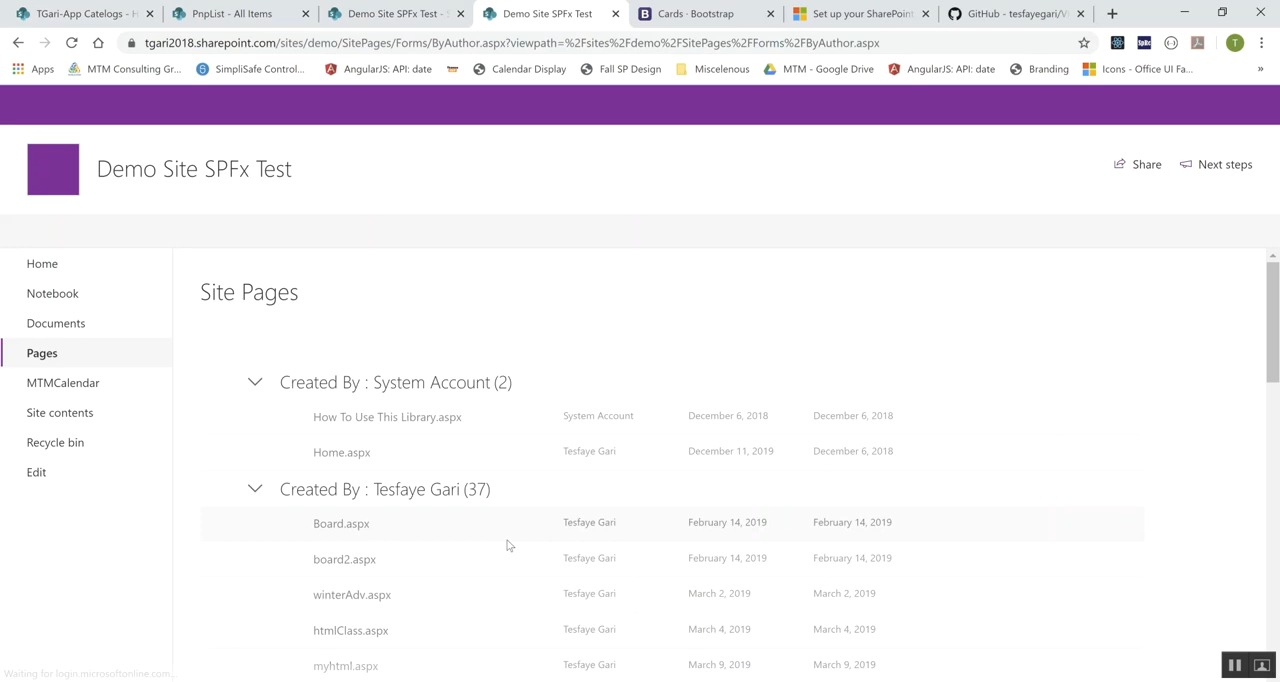 TGari-App Catelogs - H
PnpList - All Items
Demo Site SPFx Test - S
Demo Site SPFx Test
Cards · Bootstrap
Set up your SharePoint
GitHub - tesfayegari/W
tgari2018.sharepoint.com/sites/demo/SitePages/Forms/ByAuthor.aspx?viewpath=%2Fsites%2Fdemo%2FSitePages%2FForms%2FByAuthor.aspx
T
Apps
MTM Consulting Gr...
SimpliSafe Control...
AngularJS: API: date
Calendar Display
Fall SP Design
Miscelenous
MTM - Google Drive
AngularJS: API: date
Branding
Icons - Office UI Fa...
»
Demo Site SPFx Test
Share
Next steps
Home
Notebook
Documents
Pages
MTMCalendar
Site contents
Recycle bin
Edit
Site Pages
Created By : System Account (2)
How To Use This Library.aspx System Account December 6, 2018 December 6, 2018
Home.aspx Tesfaye Gari December 11, 2019 December 6, 2018
Created By : Tesfaye Gari (37)
Board.aspx Tesfaye Gari February 14, 2019 February 14, 2019
board2.aspx Tesfaye Gari February 14, 2019 February 14, 2019
winterAdv.aspx Tesfaye Gari March 2, 2019 March 2, 2019
htmlClass.aspx Tesfaye Gari March 4, 2019 March 4, 2019
myhtml.aspx Tesfaye Gari March 9, 2019 March 9, 2019
Waiting for login.microsoftonline.com...